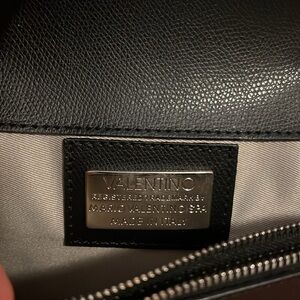 VALENTINO
REGISTERED TRADEMARK BY
MARIO VALENTINO SPA
MADE IN ITALY